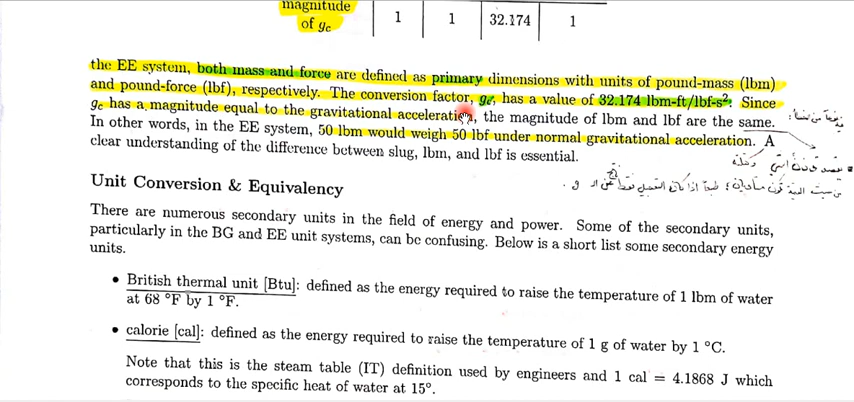 magnitude
of gc 1 1 32.174 1
the EE system, both mass and force are defined as primary dimensions with units of pound-mass (lbm)
and pound-force (lbf), respectively. The conversion factor, gc, has a value of 32.174 lbm-ft/lbf-s². Since
gc has a magnitude equal to the gravitational acceleration, the magnitude of lbm and lbf are the same.
In other words, in the EE system, 50 lbm would weigh 50 lbf under normal gravitational acceleration. A
clear understanding of the difference between slug, lbm, and lbf is essential.
Unit Conversion & Equivalency
There are numerous secondary units in the field of energy and power. Some of the secondary units,
particularly in the BG and EE unit systems, can be confusing. Below is a short list some secondary energy
units.
• British thermal unit [Btu]: defined as the energy required to raise the temperature of 1 lbm of water
at 68 °F by 1 °F.
• calorie [cal]: defined as the energy required to raise the temperature of 1 g of water by 1 °C.
Note that this is the steam table (IT) definition used by engineers and 1 cal = 4.1868 J which
corresponds to the specific heat of water at 15°.